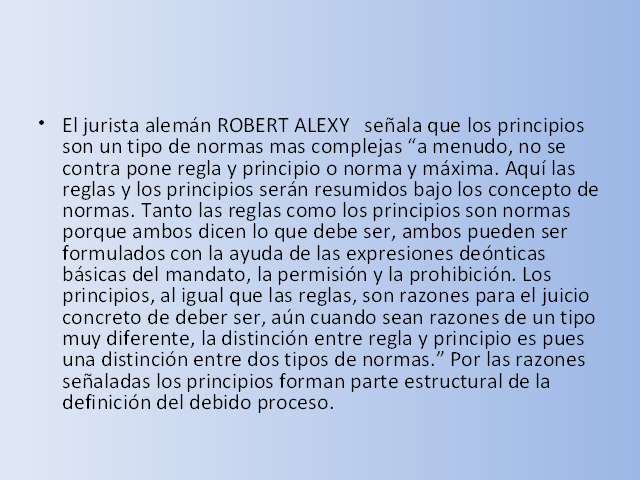 • El jurista alemán ROBERT ALEXY señala que los principios
son un tipo de normas mas complejas “a menudo, no se
contra pone regla y principio o norma y máxima. Aquí las
reglas y los principios serán resumidos bajo los concepto de
normas. Tanto las reglas como los principios son normas
porque ambos dicen lo que debe ser, ambos pueden ser
formulados con la ayuda de las expresiones deónticas
básicas del mandato, la permisión y la prohibición. Los
principios, al igual que las reglas, son razones para el juicio
concreto de deber ser, aún cuando sean razones de un tipo
muy diferente, la distinción entre regla y principio es pues
una distinción entre dos tipos de normas.” Por las razones
señaladas los principios forman parte estructural de la
definición del debido proceso.